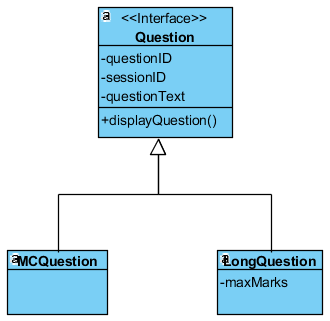 a <<Interface>>
Question
-questionID
-sessionID
-questionText
+displayQuestion()
a
MCQuestion
a
LongQuestion
-maxMarks